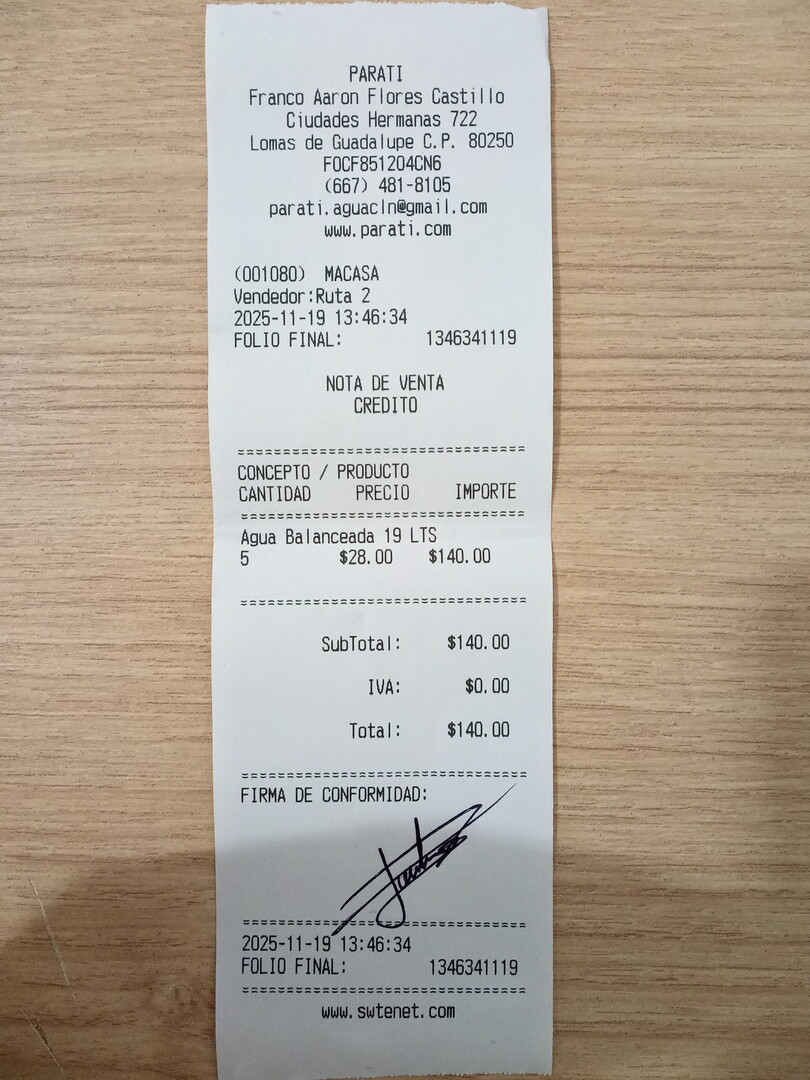 PARATI
Franco Aaron Flores Castillo
Ciudades Hermanas 722
Lomas de Guadalupe C.P. 80250
FOCF851204CN6
(667) 481-8105
parati.aguacln@gmail.com
www.parati.com
(001080) MACASA
Vendedor:Ruta 2
2025-11-19 13:46:34
FOLIO FINAL: 1346341119
NOTA DE VENTA
CREDITO
================================
CONCEPTO / PRODUCTO
CANTIDAD PRECIO IMPORTE
================================
Agua Balanceada 19 LTS
5 $28.00 $140.00
================================
SubTotal: $140.00
IVA: $0.00
Total: $140.00
================================
FIRMA DE CONFORMIDAD:
================================
2025-11-19 13:46:34
FOLIO FINAL: 1346341119
================================
www.swtenet.com